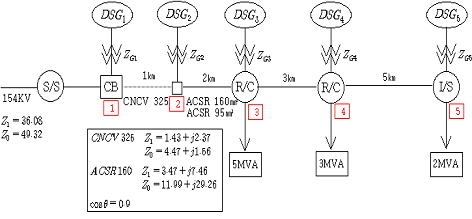 DSG1 DSG2 DSG3 DSG4 DSG5
ZG1 ZG2 ZG3 ZG4 ZG5
1km 2km 3km 5km
S/S CB R/C R/C I/S
154KV
CNCV 325 ACSR 160㎟
ACSR 95㎟
1 2 3 4 5
Z1 = 36.08
Z0 = 49.32
CNCV 325 Z1 = 1.43+j2.37
Z0 = 4.47+j1.56
ACSR160 Z1 = 3.47+j7.46
Z0 = 11.99+j29.26
cosθ = 0.9
5MVA 3MVA 2MVA